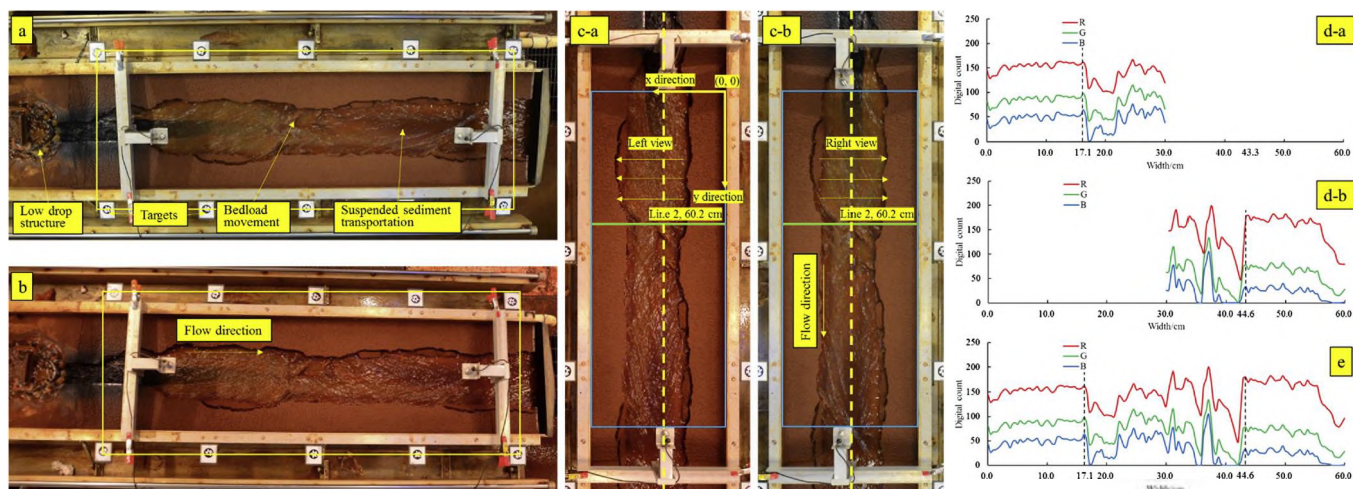 a
Low drop
structure
Targets
Bedload
movement
Suspended sediment
transportation
b
Flow direction
c-a
x direction
(0, 0)
Left view
y direction
Line 2, 60.2 cm
c-b
Right view
Line 2, 60.2 cm
Flow direction
d-a
R
G
B
Digital count
250
200
150
100
50
0
0.0
10.0
17.1
20.0
30.0
40.0
43.3
50.0
60.0
Width/cm
d-b
R
G
B
Digital count
250
200
150
100
50
0
0.0
10.0
20.0
30.0
40.0
44.6
50.0
60.0
Width/cm
e
R
G
B
Digital count
250
200
150
100
50
0
0.0
10.0
17.1
20.0
30.0
40.0
44.6
50.0
60.0